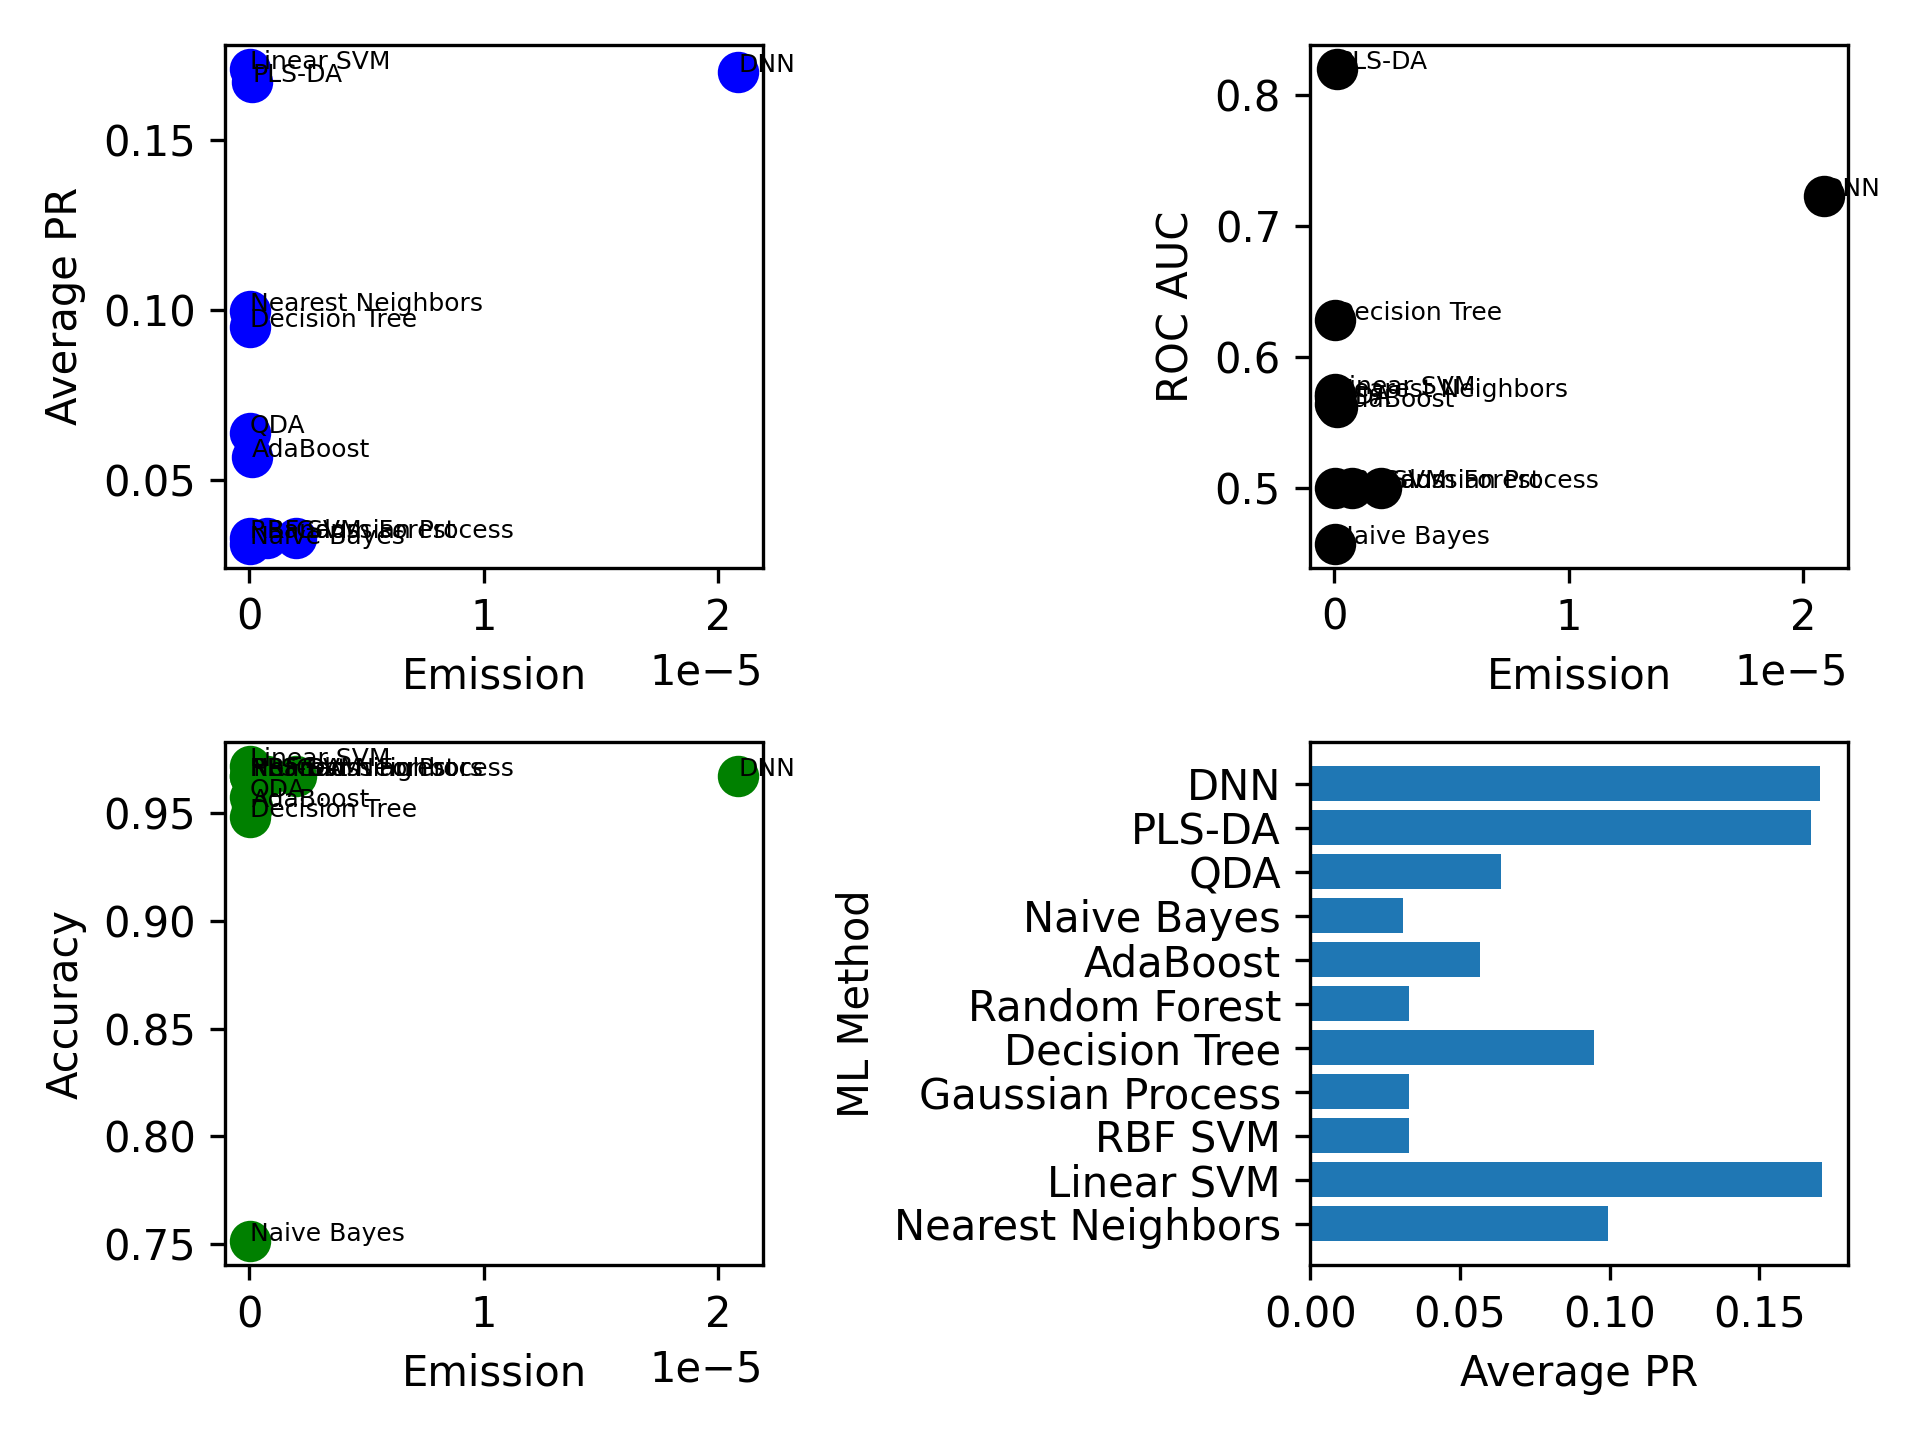 Linear SVM
PLS-DA
DNN
0.15
Average PR
Nearest Neighbors
0.10
Decision Tree
QDA
AdaBoost
0.05
Naive Bayes
0 1 2
Emission 1e−5
PLS-DA
0.8
DNN
0.7
ROC AUC
Decision Tree
0.6
Nearest Neighbors
AdaBoost
0.5
Naive Bayes
0 1 2
Emission 1e−5
Linear SVM
DNN
QDA
AdaBoost
0.95
Decision Tree
0.90
Accuracy
0.85
0.80
Naive Bayes
0.75
0 1 2
Emission 1e−5
DNN
PLS-DA
QDA
Naive Bayes
AdaBoost
Random Forest
ML Method
Decision Tree
Gaussian Process
RBF SVM
Linear SVM
Nearest Neighbors
0.00 0.05 0.10 0.15
Average PR